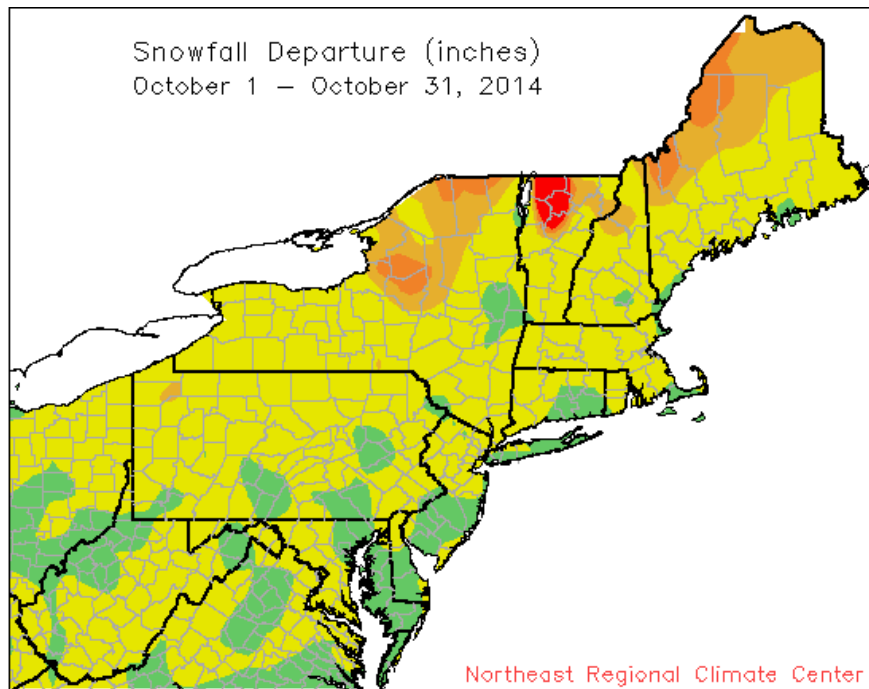 Snowfall Departure (inches)
October 1 – October 31, 2014
Northeast Regional Climate Center